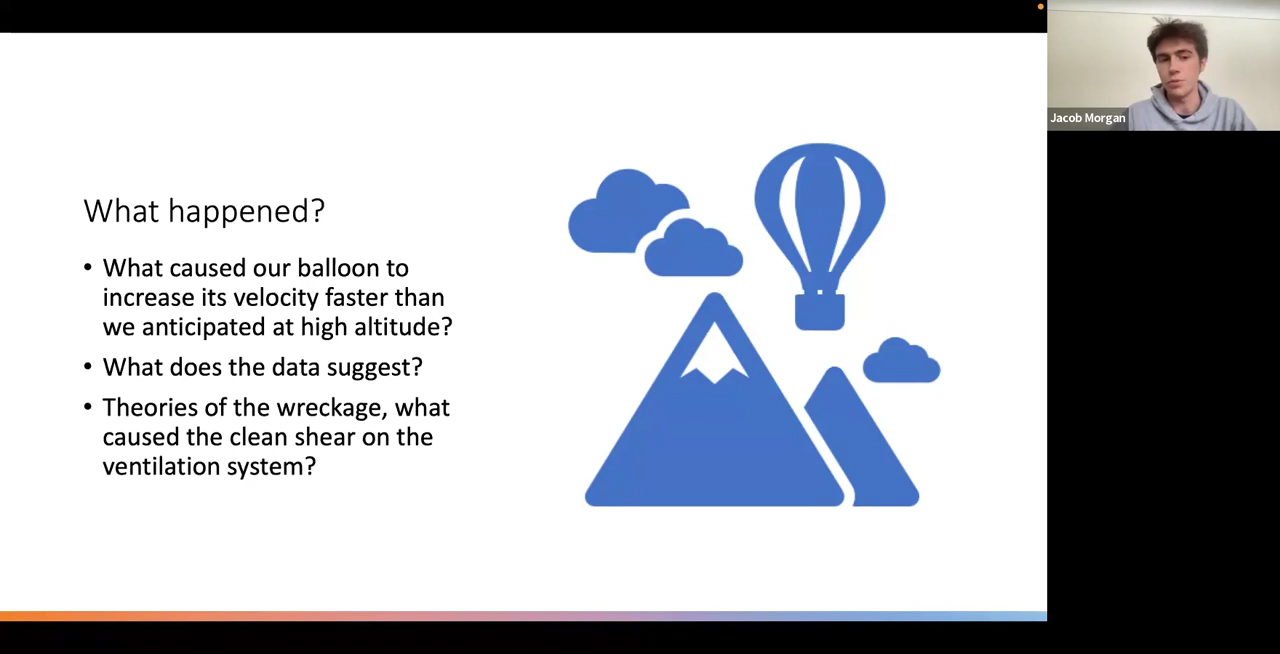 What happened?
• What caused our balloon to
increase its velocity faster than
we anticipated at high altitude?
• What does the data suggest?
• Theories of the wreckage, what
caused the clean shear on the
ventilation system?
Jacob Morgan